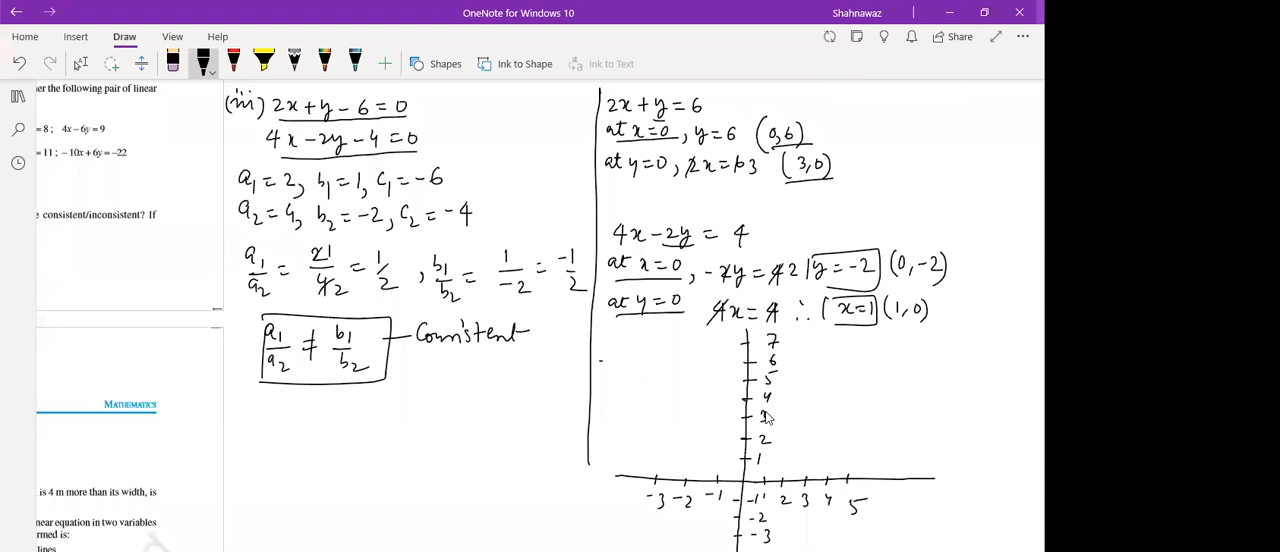 OneNote for Windows 10
Shahnawaz
Home Insert Draw View Help
Share
Shapes
Ink to Shape
Ink to Text
er the following pair of linear
= 8 ; 4x – 6y = 9
= 11 ; – 10x + 6y = –22
e consistent/inconsistent? If
MATHEMATICS
is 4 m more than its width, is
near equation in two variables
rmed is:
lines
(iii) 2x + y - 6 = 0
4x - 2y - 4 = 0
a₁ = 2, b₁ = 1, c₁ = -6
a₂ = 4, b₂ = -2, c₂ = -4
a₁/a₂ = 21/42 = 1/2 , b₁/b₂ = 1/-2 = -1/2
a₁/a₂ ≠ b₁/b₂ — Consistent
2x + y = 6
at x = 0, y = 6 (0,6)
at y = 0, 2x = 6 3 (3,0)
4x - 2y = 4
at x = 0, -2y = 4 2 | y = -2 (0, -2)
at y = 0 4x = 4 ∴ x = 1 (1, 0)
7
6
5
4
3
2
1
-3 -2 -1 1 2 3 4 5
-1
-2
-3